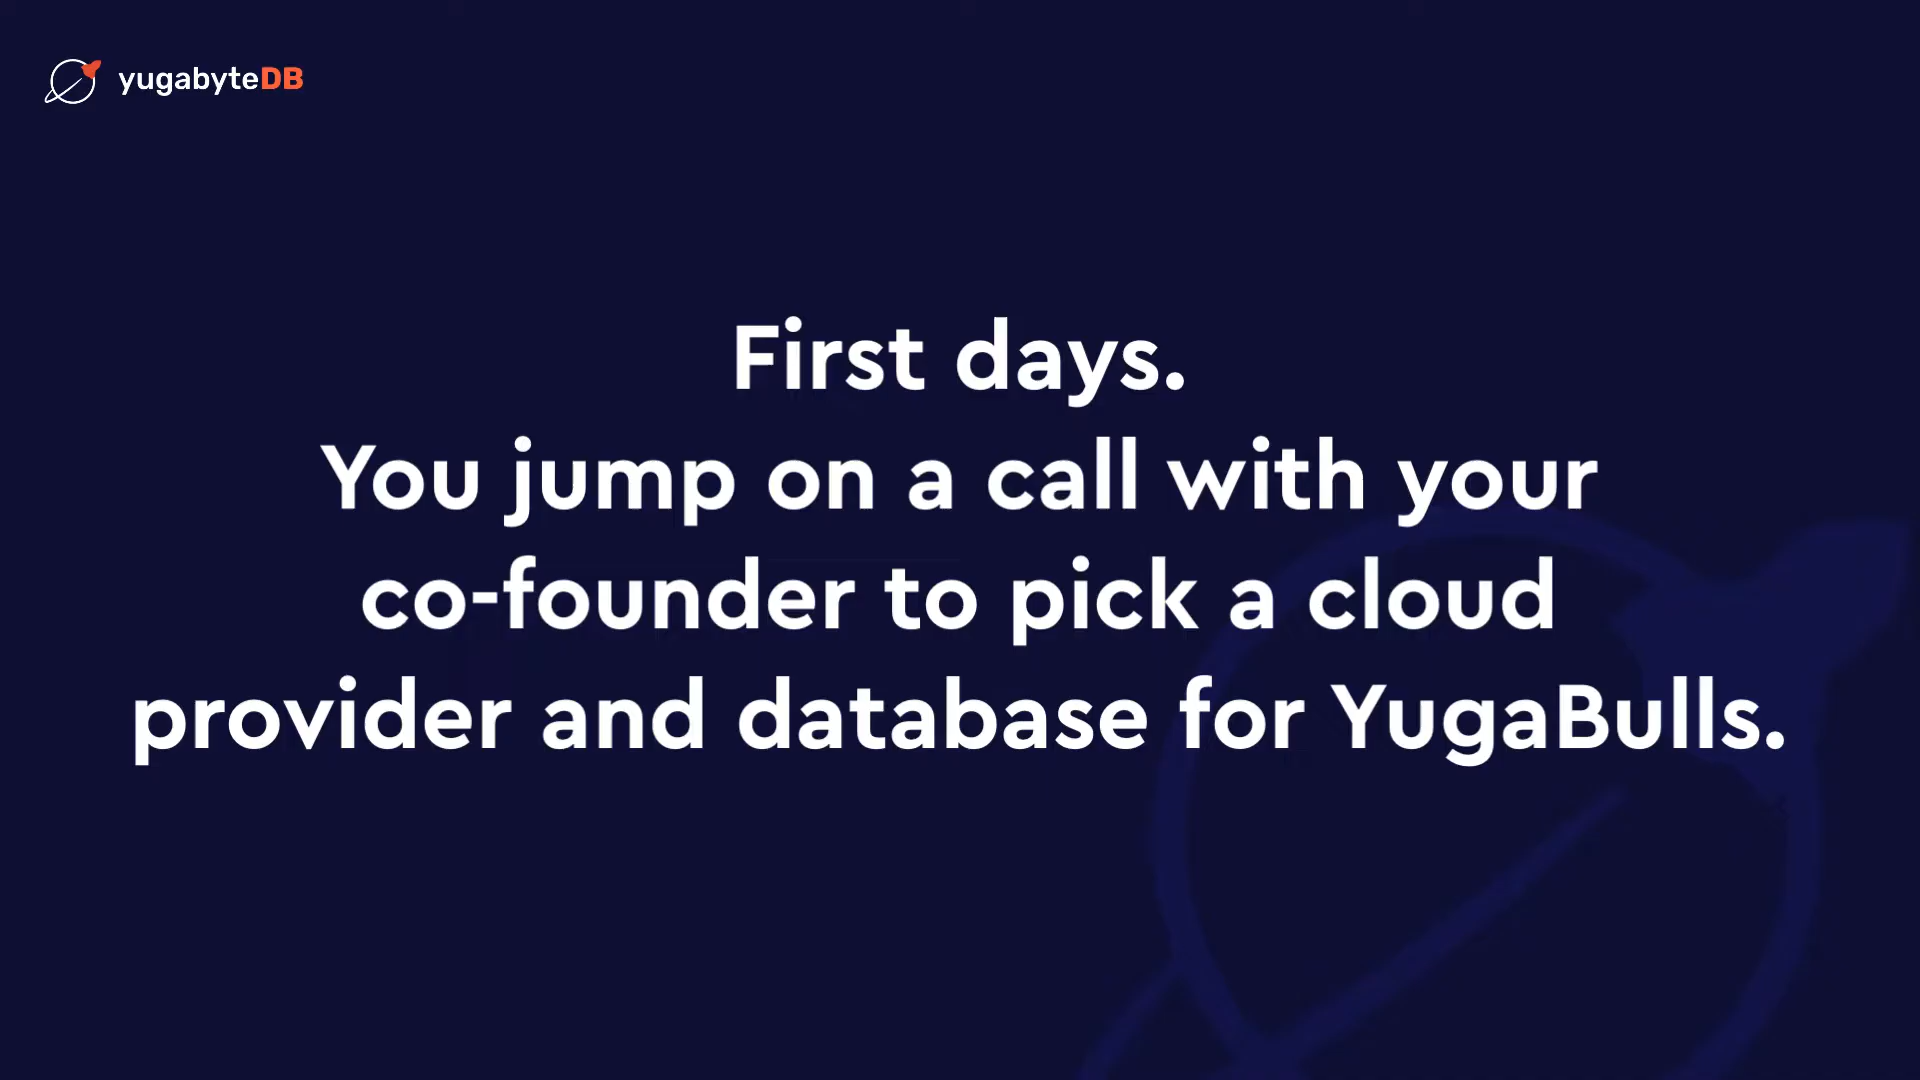 yugabyteDB
First days.
You jump on a call with your
co-founder to pick a cloud
provider and database for YugaBulls.